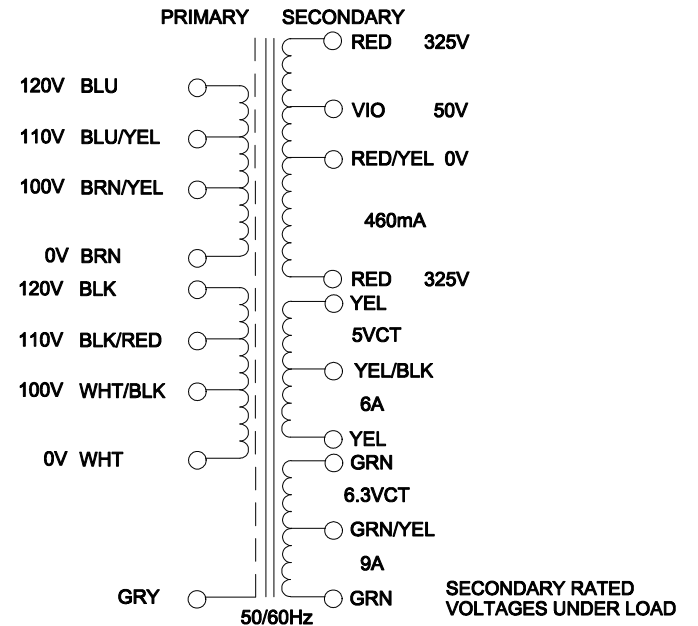 PRIMARY SECONDARY
RED 325V
120V BLU
VIO 50V
110V BLU/YEL
RED/YEL 0V
100V BRN/YEL
460mA
0V BRN
RED 325V
120V BLK
YEL
110V BLK/RED
5VCT
YEL/BLK
100V WHT/BLK
6A
YEL
0V WHT
GRN
6.3VCT
GRN/YEL
9A
GRY
GRN
SECONDARY RATED
VOLTAGES UNDER LOAD
50/60Hz